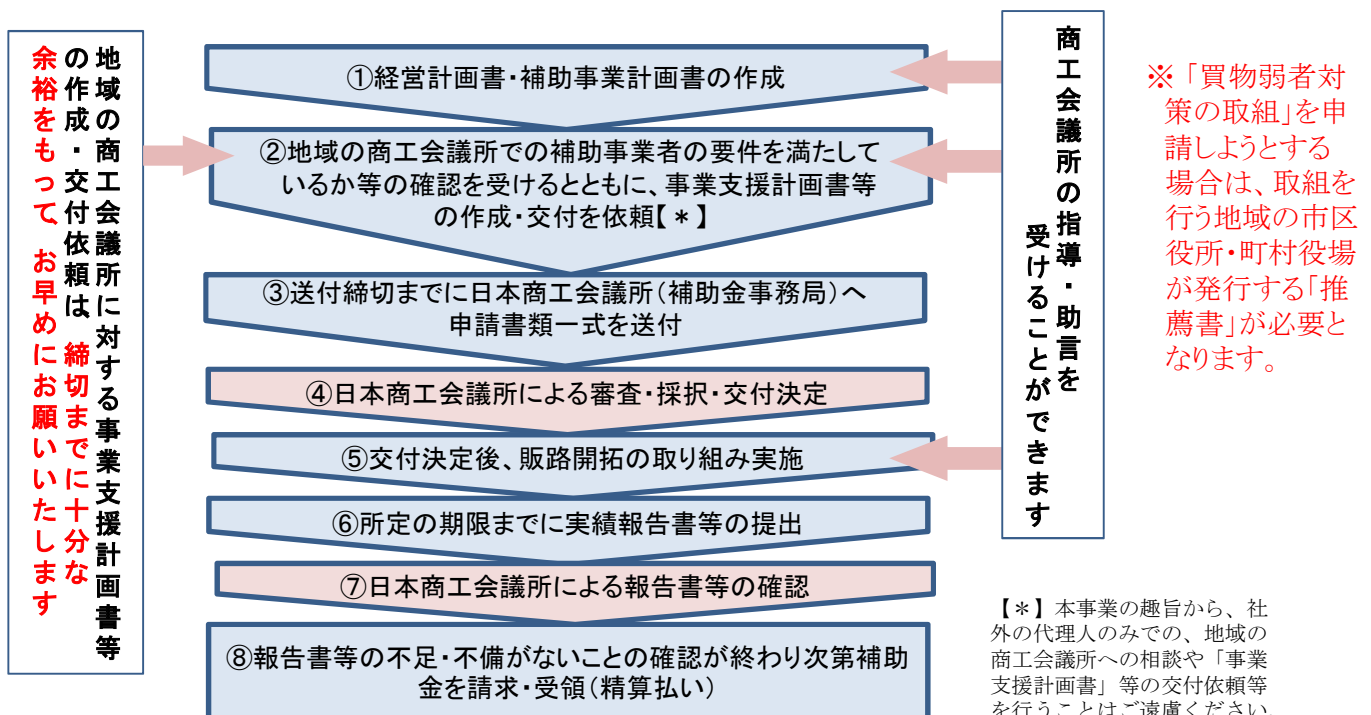 地域の商工会議所に対する事業支援計画書等
の作成・交付依頼は、締切までに十分な
余裕をもって、お早めにお願いいたします
①経営計画書・補助事業計画書の作成
②地域の商工会議所での補助事業者の要件を満たして
いるか等の確認を受けるとともに、事業支援計画書等
の作成・交付を依頼【＊】
③送付締切までに日本商工会議所（補助金事務局）へ
申請書類一式を送付
④日本商工会議所による審査・採択・交付決定
⑤交付決定後、販路開拓の取り組み実施
⑥所定の期限までに実績報告書等の提出
⑦日本商工会議所による報告書等の確認
⑧報告書等の不足・不備がないことの確認が終わり次第補助
金を請求・受領（精算払い）
商工会議所の指導・助言を
受けることができます
※「買物弱者対
策の取組」を申
請しようとする
場合は、取組を
行う地域の市区
役所・町村役場
が発行する「推
薦書」が必要と
なります。
【＊】本事業の趣旨から、社
外の代理人のみでの、地域の
商工会議所への相談や「事業
支援計画書」等の交付依頼等
を行うことはご遠慮ください